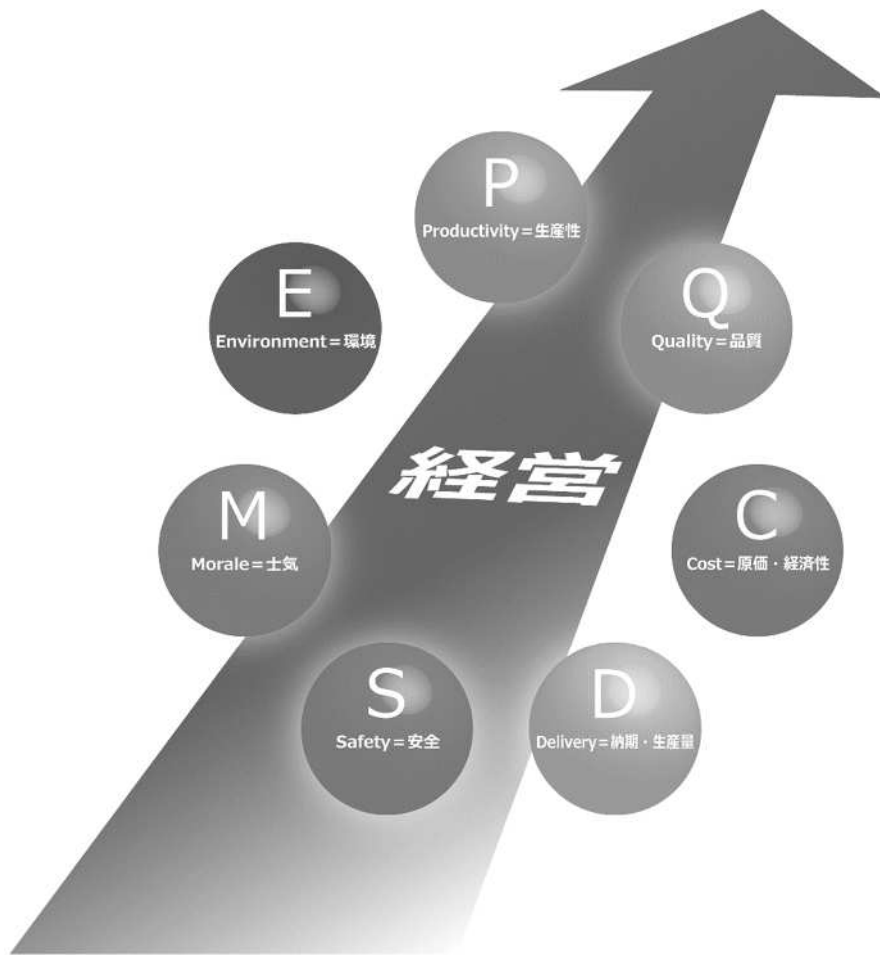 P
Productivity=生産性
E
Environment=環境
Q
Quality=品質
経営
M
Morale=士気
C
Cost=原価・経済性
S
Safety=安全
D
Delivery=納期・生産量